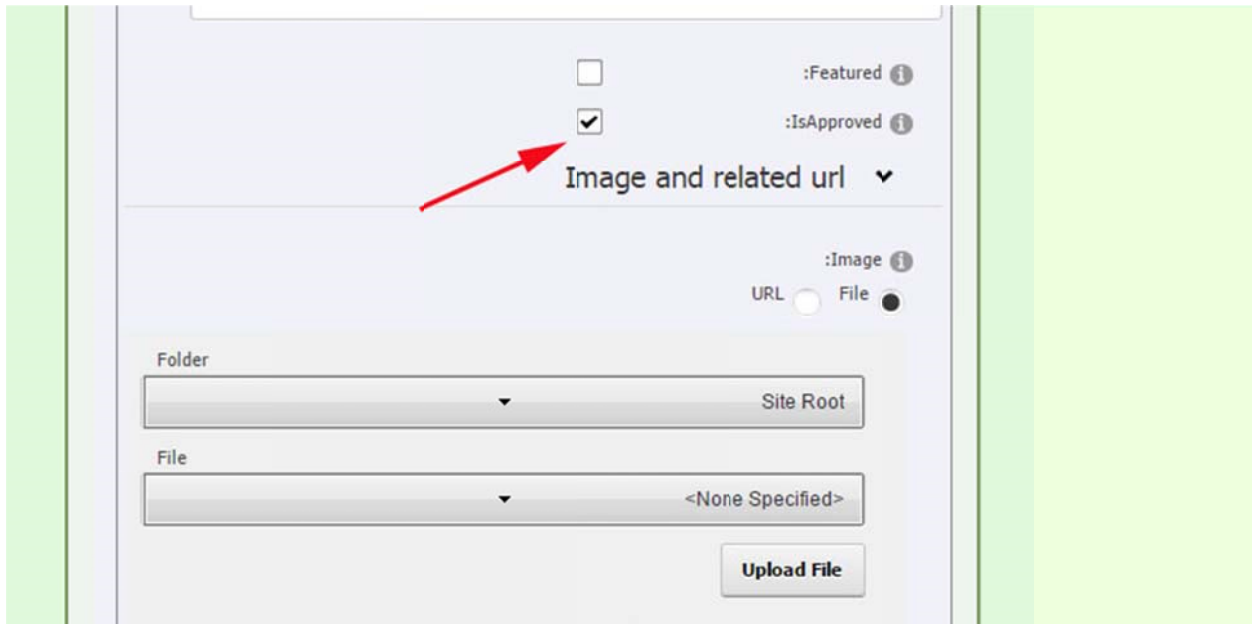 :Featured
:IsApproved
Image and related url
:Image
URL File
Folder
Site Root
File
<None Specified>
Upload File